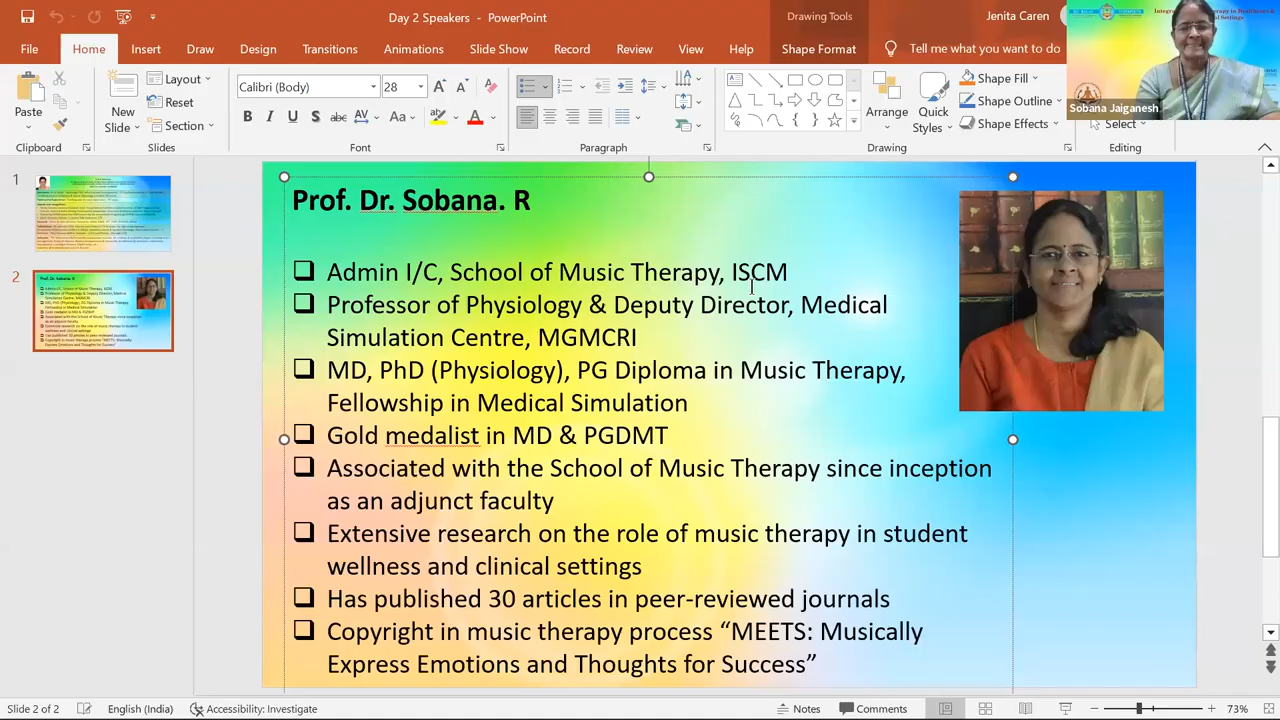 Day 2 Speakers - PowerPoint
Drawing Tools
Jenita Caren
File Home Insert Draw Design Transitions Animations Slide Show Record Review View Help Shape Format Tell me what you want to do
Paste
Clipboard
New
Slide
Layout
Reset
Section
Slides
Calibri (Body) 28
B I U S abc AV Aa A
Font
Paragraph
Arrange
Quick
Styles
Shape Fill
Shape Outline
Shape Effects
Drawing
Select
Editing
Sobana Jaiganesh
1
2
Prof. Dr. Sobana. R
Admin I/C, School of Music Therapy, ISCM
Professor of Physiology & Deputy Director, Medical
Simulation Centre, MGMCRI
MD, PhD (Physiology), PG Diploma in Music Therapy,
Fellowship in Medical Simulation
Gold medalist in MD & PGDMT
Associated with the School of Music Therapy since inception
as an adjunct faculty
Extensive research on the role of music therapy in student
wellness and clinical settings
Has published 30 articles in peer-reviewed journals
Copyright in music therapy process “MEETS: Musically
Express Emotions and Thoughts for Success”
Slide 2 of 2 English (India) Accessibility: Investigate Notes Comments 73%